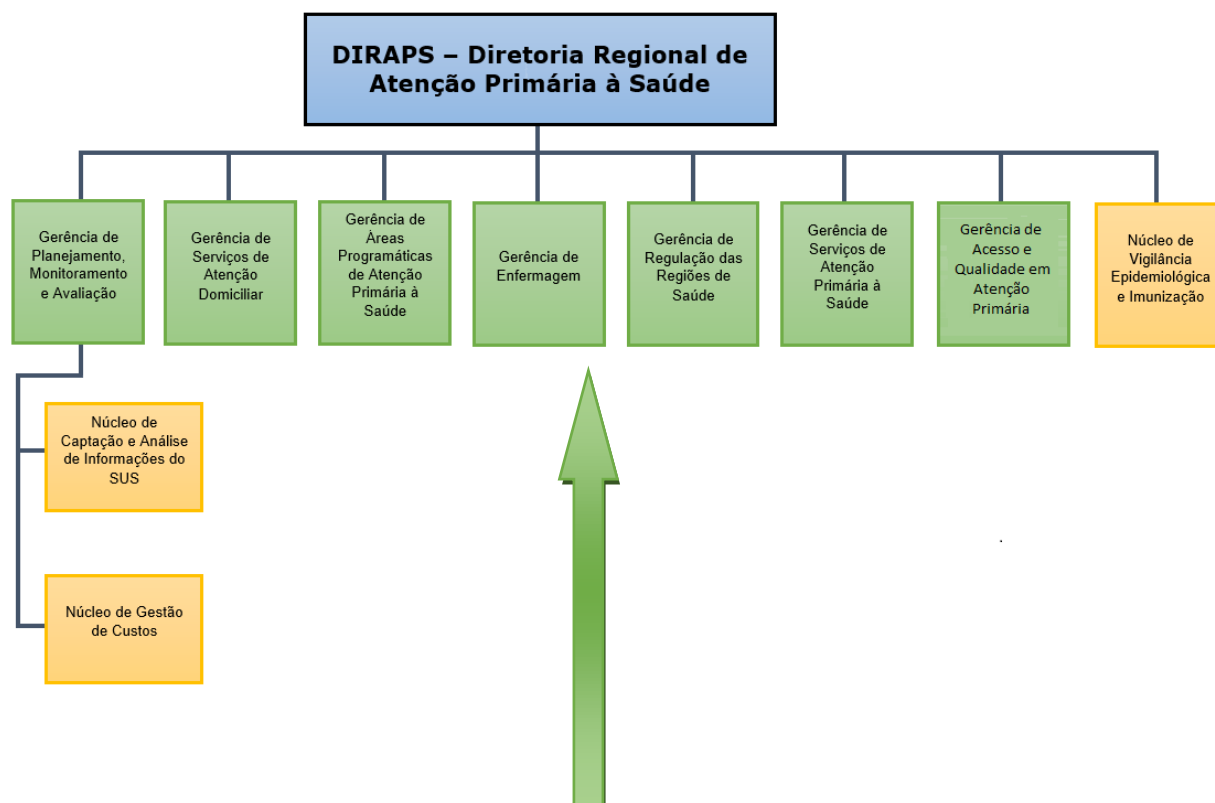 DIRAPS – Diretoria Regional de
Atenção Primária à Saúde
Gerência de
Planejamento,
Monitoramento
e Avaliação
Gerência de
Serviços de
Atenção
Domiciliar
Gerência de
Àreas
Programáticas
de Atenção
Primária à
Saúde
Gerência de
Enfermagem
Gerência de
Regulação das
Regiões de
Saúde
Gerência de
Serviços de
Atenção
Primária à
Saúde
Gerência de
Acesso e
Qualidade em
Atenção
Primária
Núcleo de
Vigilância
Epidemiológica
e Imunização
Núcleo de
Captação e Análise
de Informações do
SUS
Núcleo de Gestão
de Custos
.